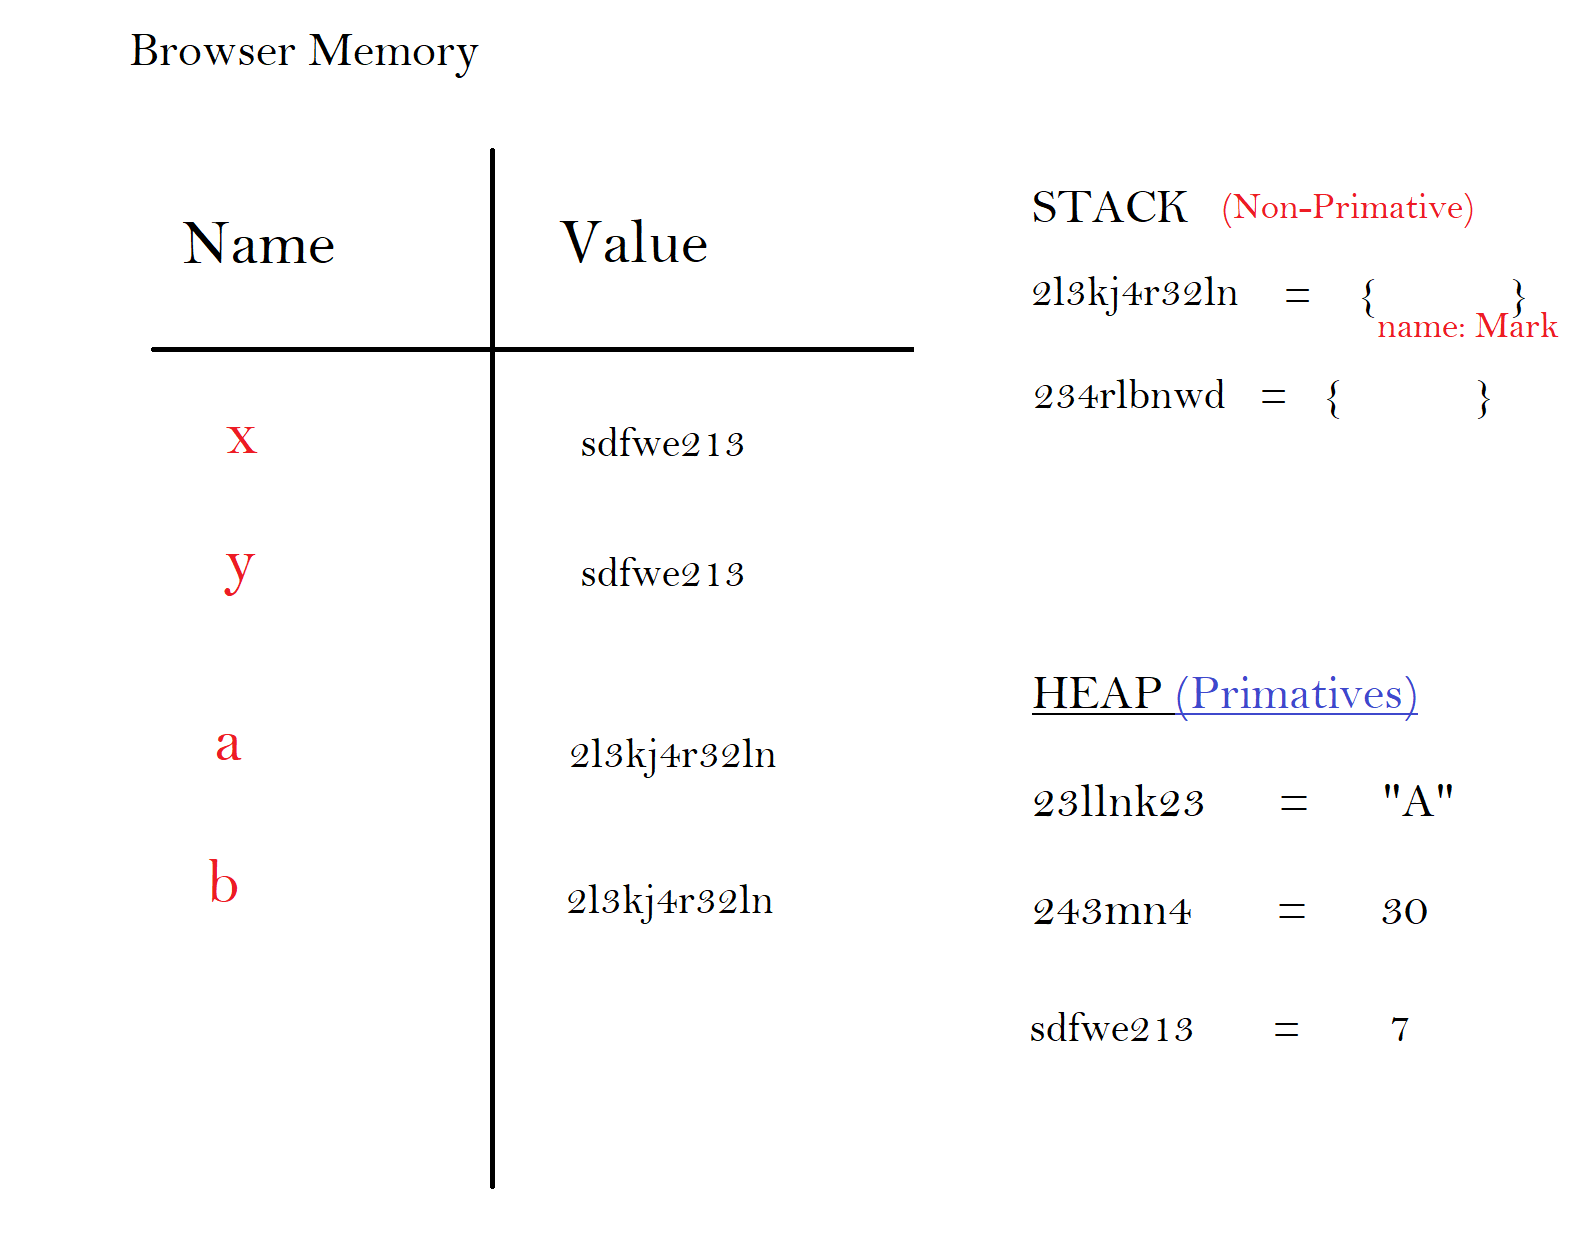 Browser Memory
Name Value
x sdfwe213
y sdfwe213
a 2l3kj4r32ln
b 2l3kj4r32ln
STACK (Non-Primative)
2l3kj4r32ln = { }
name: Mark
234rlbnwd = { }
HEAP (Primatives)
23llnk23 = "A"
243mn4 = 30
sdfwe213 = 7